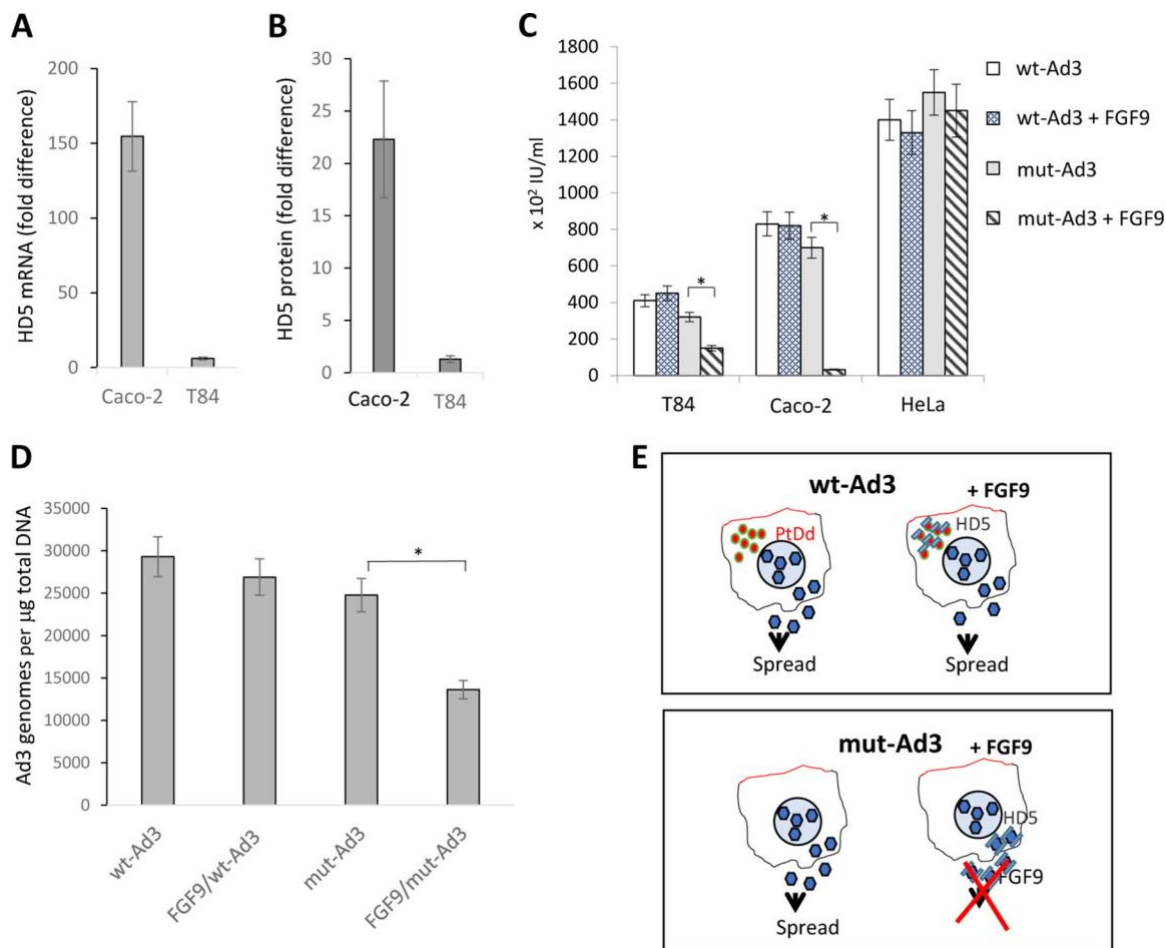 A
HD5 mRNA (fold difference)
200
150
100
50
0
Caco-2 T84
B
HD5 protein (fold difference)
30
25
20
15
10
5
0
Caco-2 T84
C
x 10² IU/ml
1800
1600
1400
1200
1000
800
600
400
200
0
* *
T84 Caco-2 HeLa
wt-Ad3
wt-Ad3 + FGF9
mut-Ad3
mut-Ad3 + FGF9
D
Ad3 genomes per µg total DNA
35000
30000
25000
20000
15000
10000
5000
0
*
wt-Ad3
FGF9/wt-Ad3
mut-Ad3
FGF9/mut-Ad3
E
wt-Ad3 + FGF9
PtDd HD5
Spread Spread
mut-Ad3 + FGF9
HD5
FGF9
Spread